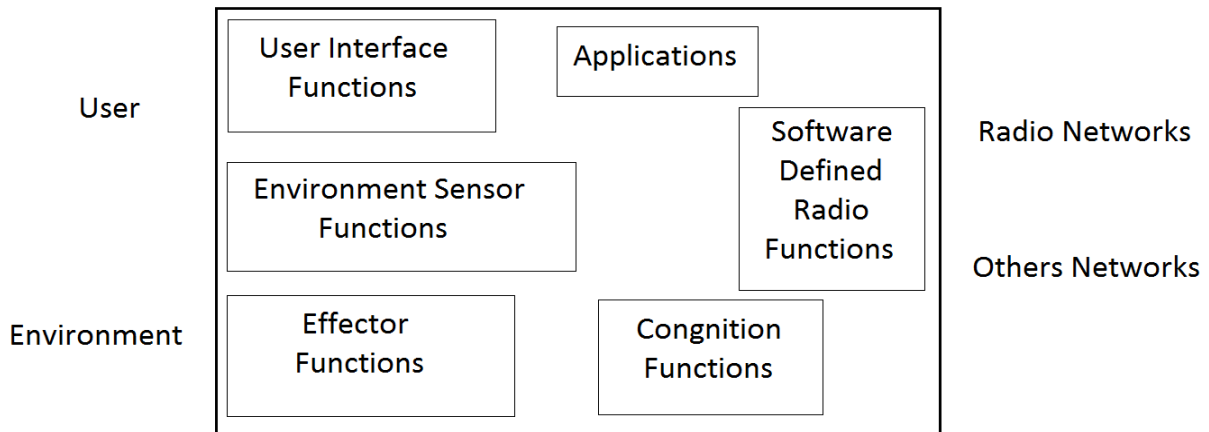 User Interface
Functions
Applications
User
Software
Defined
Radio
Functions
Radio Networks
Environment Sensor
Functions
Others Networks
Environment
Effector
Functions
Congnition
Functions